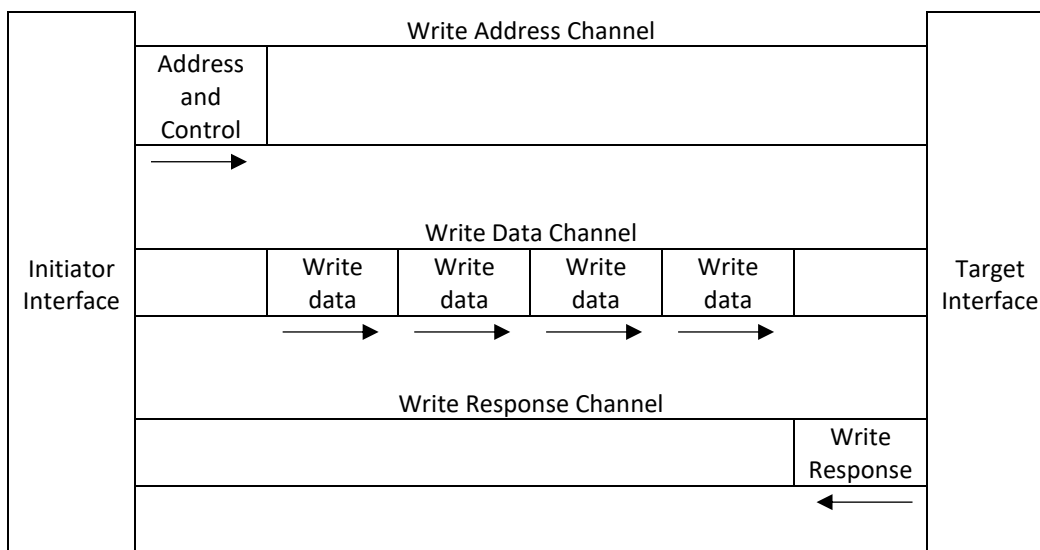 Write Address Channel
Address
and
Control
Write Data Channel
Initiator
Interface
Write
data
Write
data
Write
data
Write
data
Target
Interface
Write Response Channel
Write
Response